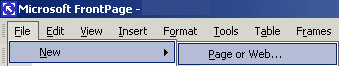 Microsoft FrontPage -
File Edit View Insert Format Tools Table Frames
New Page or Web...